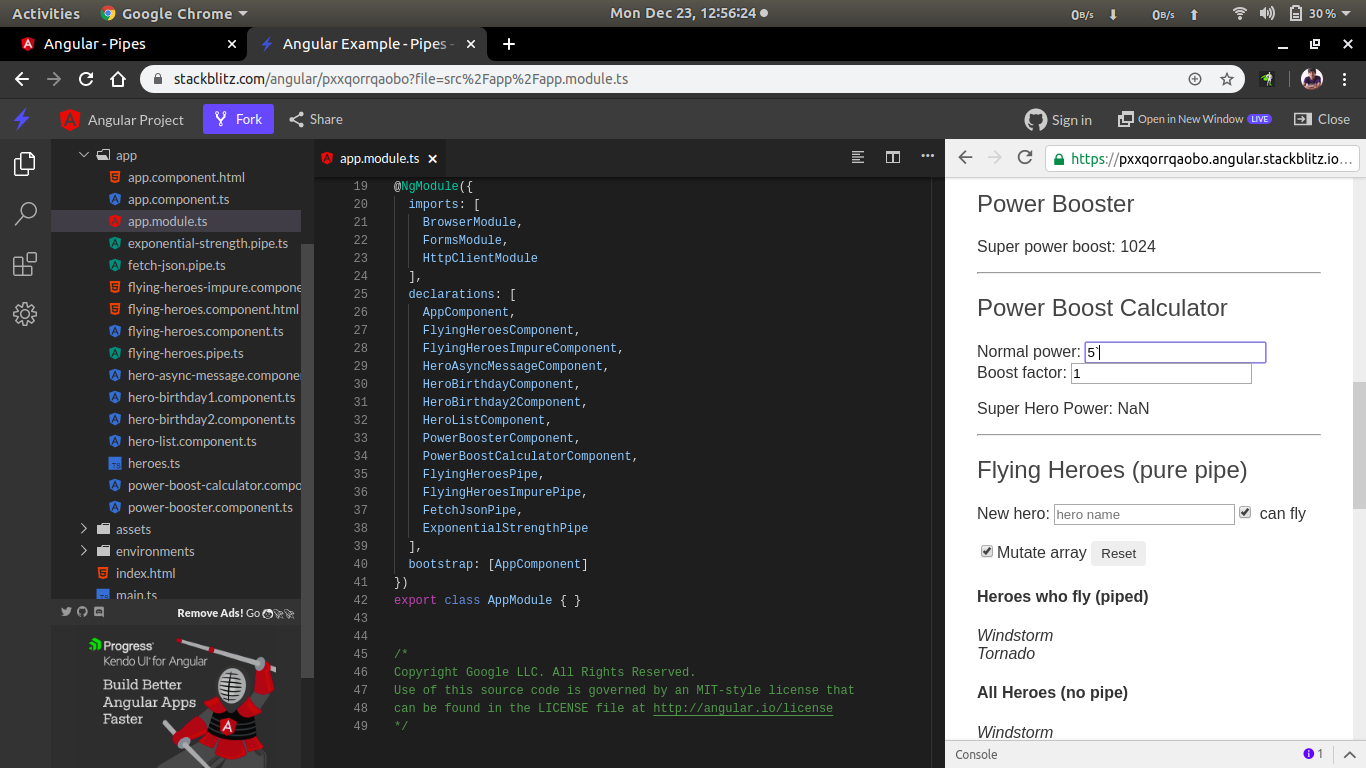 Activities
Google Chrome
Mon Dec 23, 12:56:24
0B/s
0B/s
30 %
Angular - Pipes
Angular Example - Pipes -
stackblitz.com/angular/pxxqorrqaobo?file=src%2Fapp%2Fapp.module.ts
Angular Project
Fork
Share
Sign in
Open in New Window LIVE
Close
app
app.component.html
app.component.ts
app.module.ts
exponential-strength.pipe.ts
fetch-json.pipe.ts
flying-heroes-impure.compone
flying-heroes.component.html
flying-heroes.component.ts
flying-heroes.pipe.ts
hero-async-message.compone
hero-birthday1.component.ts
hero-birthday2.component.ts
hero-list.component.ts
heroes.ts
power-boost-calculator.compo
power-booster.component.ts
assets
environments
index.html
main.ts
Remove Ads! Go
Progress
Kendo UI for Angular
Build Better
Angular Apps
Faster
app.module.ts
19 @NgModule({
20 imports: [
21 BrowserModule,
22 FormsModule,
23 HttpClientModule
24 ],
25 declarations: [
26 AppComponent,
27 FlyingHeroesComponent,
28 FlyingHeroesImpureComponent,
29 HeroAsyncMessageComponent,
30 HeroBirthdayComponent,
31 HeroBirthday2Component,
32 HeroListComponent,
33 PowerBoosterComponent,
34 PowerBoostCalculatorComponent,
35 FlyingHeroesPipe,
36 FlyingHeroesImpurePipe,
37 FetchJsonPipe,
38 ExponentialStrengthPipe
39 ],
40 bootstrap: [AppComponent]
41 })
42 export class AppModule { }
43
44
45 /*
46 Copyright Google LLC. All Rights Reserved.
47 Use of this source code is governed by an MIT-style license that
48 can be found in the LICENSE file at http://angular.io/license
49 */
https://pxxqorrqaobo.angular.stackblitz.io...
Power Booster
Super power boost: 1024
Power Boost Calculator
Normal power: 5`
Boost factor: 1
Super Hero Power: NaN
Flying Heroes (pure pipe)
New hero: hero name can fly
Mutate array Reset
Heroes who fly (piped)
Windstorm
Tornado
All Heroes (no pipe)
Windstorm
Console
1